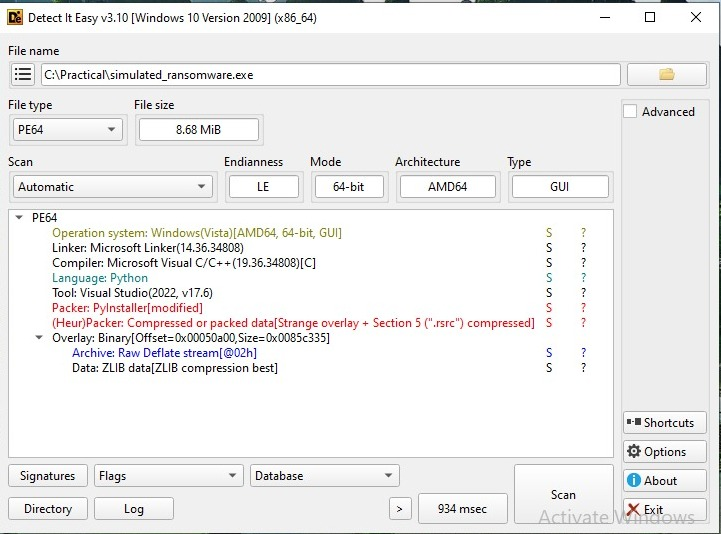 Detect It Easy v3.10 [Windows 10 Version 2009] (x86_64)
File name
C:\Practical\simulated_ransomware.exe
File type File size
PE64 8.68 MiB
Advanced
Scan Endianness Mode Architecture Type
Automatic LE 64-bit AMD64 GUI
PE64
Operation system: Windows(Vista)[AMD64, 64-bit, GUI] S ?
Linker: Microsoft Linker(14.36.34808) S ?
Compiler: Microsoft Visual C/C++(19.36.34808)[C] S ?
Language: Python S ?
Tool: Visual Studio(2022, v17.6) S ?
Packer: PyInstaller[modified] S ?
(Heur)Packer: Compressed or packed data[Strange overlay + Section 5 (".rsrc") compressed] S ?
Overlay: Binary[Offset=0x00050a00,Size=0x0085c335]
Archive: Raw Deflate stream[@02h] S ?
Data: ZLIB data[ZLIB compression best] S ?
Shortcuts
Options
About
Exit
Signatures Flags Database
Directory Log > 934 msec Scan
Activate Windows